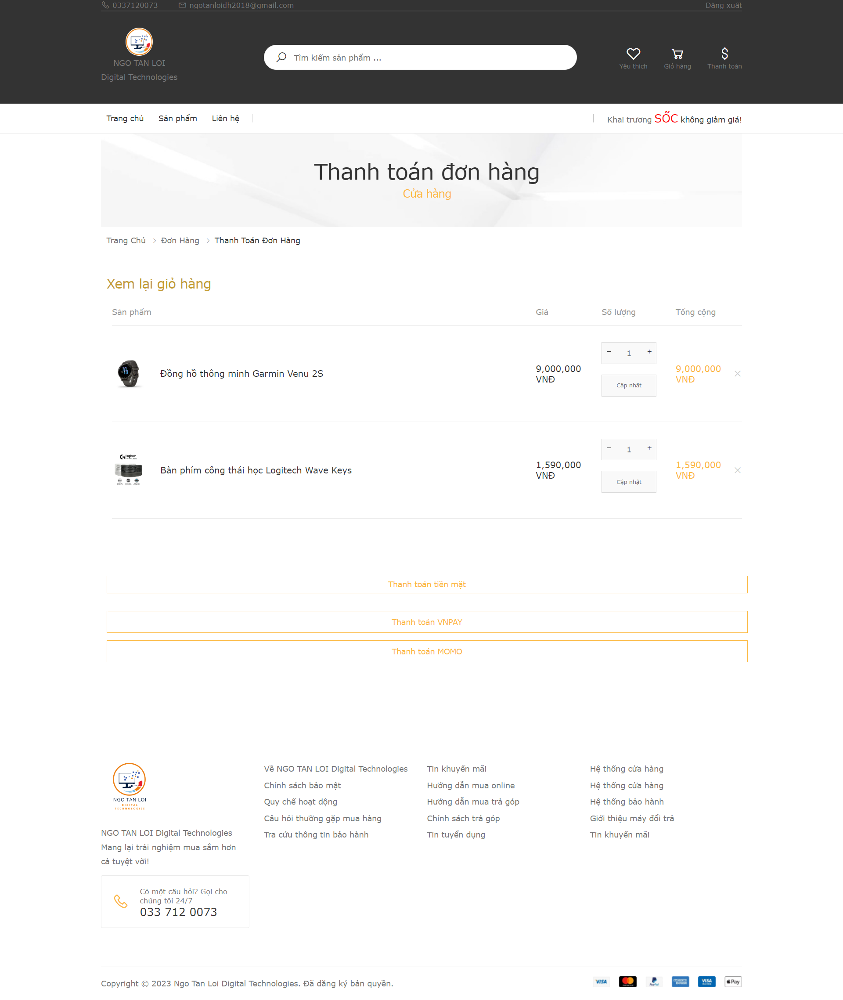 0337120073 ngotanloidh2018@gmail.com Đăng xuất
NGO TAN LOI
Digital Technologies
Tìm kiếm sản phẩm ...
Yêu thích Giỏ hàng Thanh toán
Trang chủ Sản phẩm Liên hệ Khai trương SỐC không giảm giá!
Thanh toán đơn hàng
Cửa hàng
Trang Chủ Đơn Hàng Thanh Toán Đơn Hàng
Xem lại giỏ hàng
Sản phẩm Giá Số lượng Tổng cộng
Đồng hồ thông minh Garmin Venu 2S
9,000,000
VNĐ
− 1 +
Cập nhật
9,000,000
VNĐ
logitech
Bàn phím công thái học Logitech Wave Keys
1,590,000
VNĐ
− 1 +
Cập nhật
1,590,000
VNĐ
Thanh toán tiền mặt
Thanh toán VNPAY
Thanh toán MOMO
NGO TAN LOI
DIGITAL
TECHNOLOGIES
NGO TAN LOI Digital Technologies
Mang lại trải nghiệm mua sắm hơn
cả tuyệt vời!
Có một câu hỏi? Gọi cho
chúng tôi 24/7
033 712 0073
Về NGO TAN LOI Digital Technologies
Chính sách bảo mật
Quy chế hoạt động
Câu hỏi thường gặp mua hàng
Tra cứu thông tin bảo hành
Tin khuyến mãi
Hướng dẫn mua online
Hướng dẫn mua trả góp
Chính sách trả góp
Tin tuyển dụng
Hệ thống cửa hàng
Hệ thống cửa hàng
Hệ thống bảo hành
Giới thiệu máy đổi trả
Tin khuyến mãi
Copyright © 2023 Ngo Tan Loi Digital Technologies. Đã đăng ký bản quyền.
VISA PayPal VISA Pay